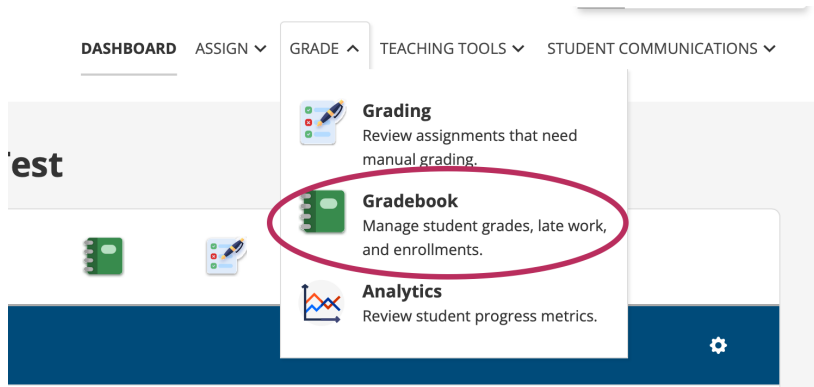 DASHBOARD ASSIGN GRADE TEACHING TOOLS STUDENT COMMUNICATIONS
Grading
Review assignments that need
manual grading.
est
Gradebook
Manage student grades, late work,
and enrollments.
Analytics
Review student progress metrics.